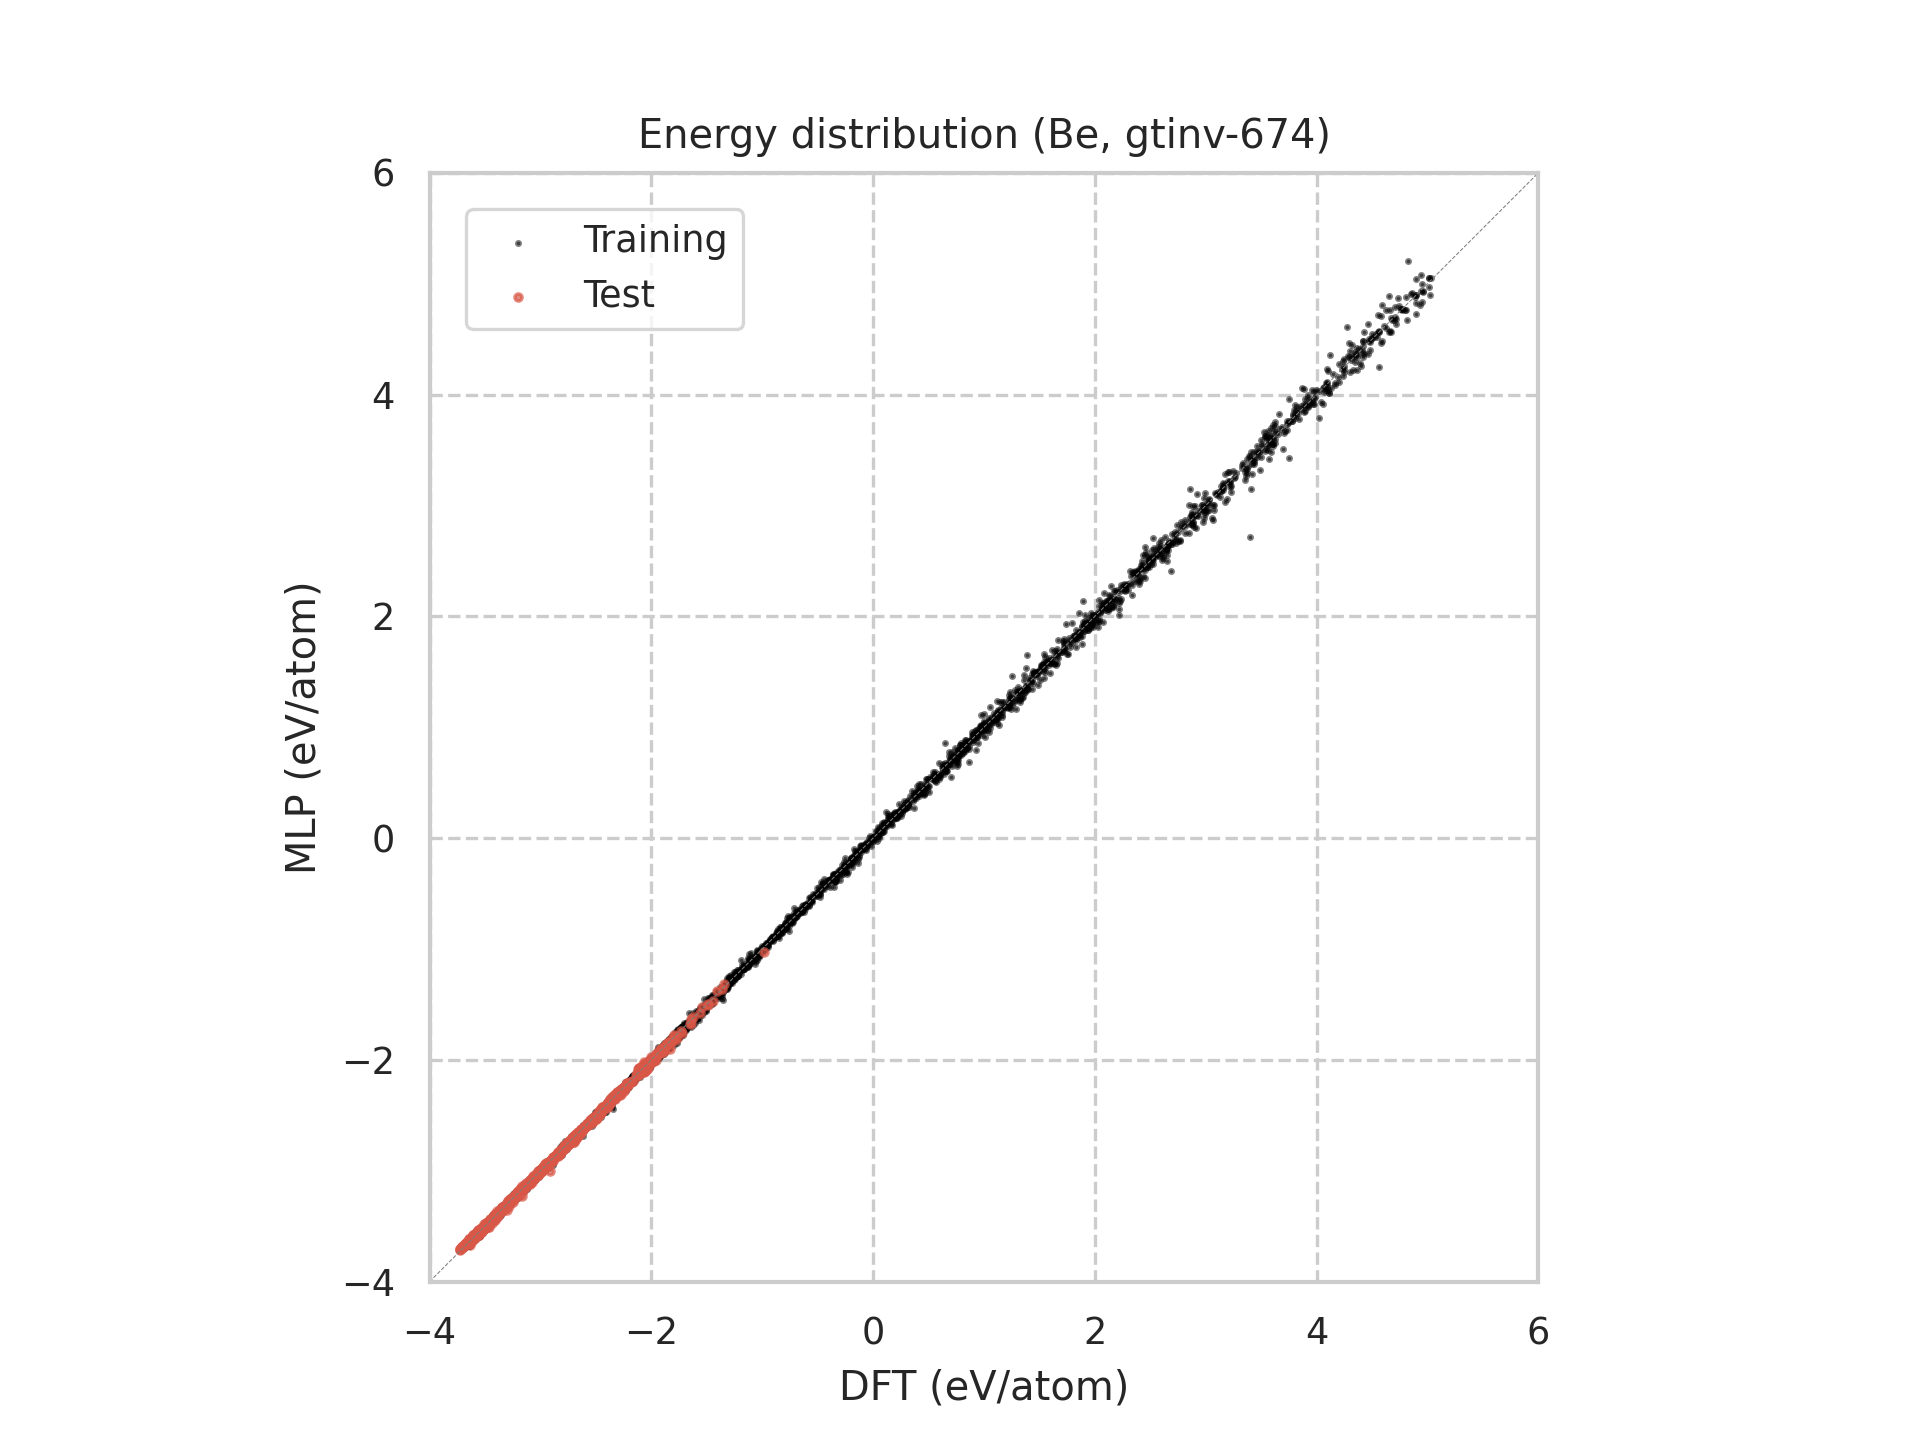 Energy distribution (Be, gtinv-674)
Training
Test
6
4
2
0
−2
−4
MLP (eV/atom)
−4 −2 0 2 4 6
DFT (eV/atom)